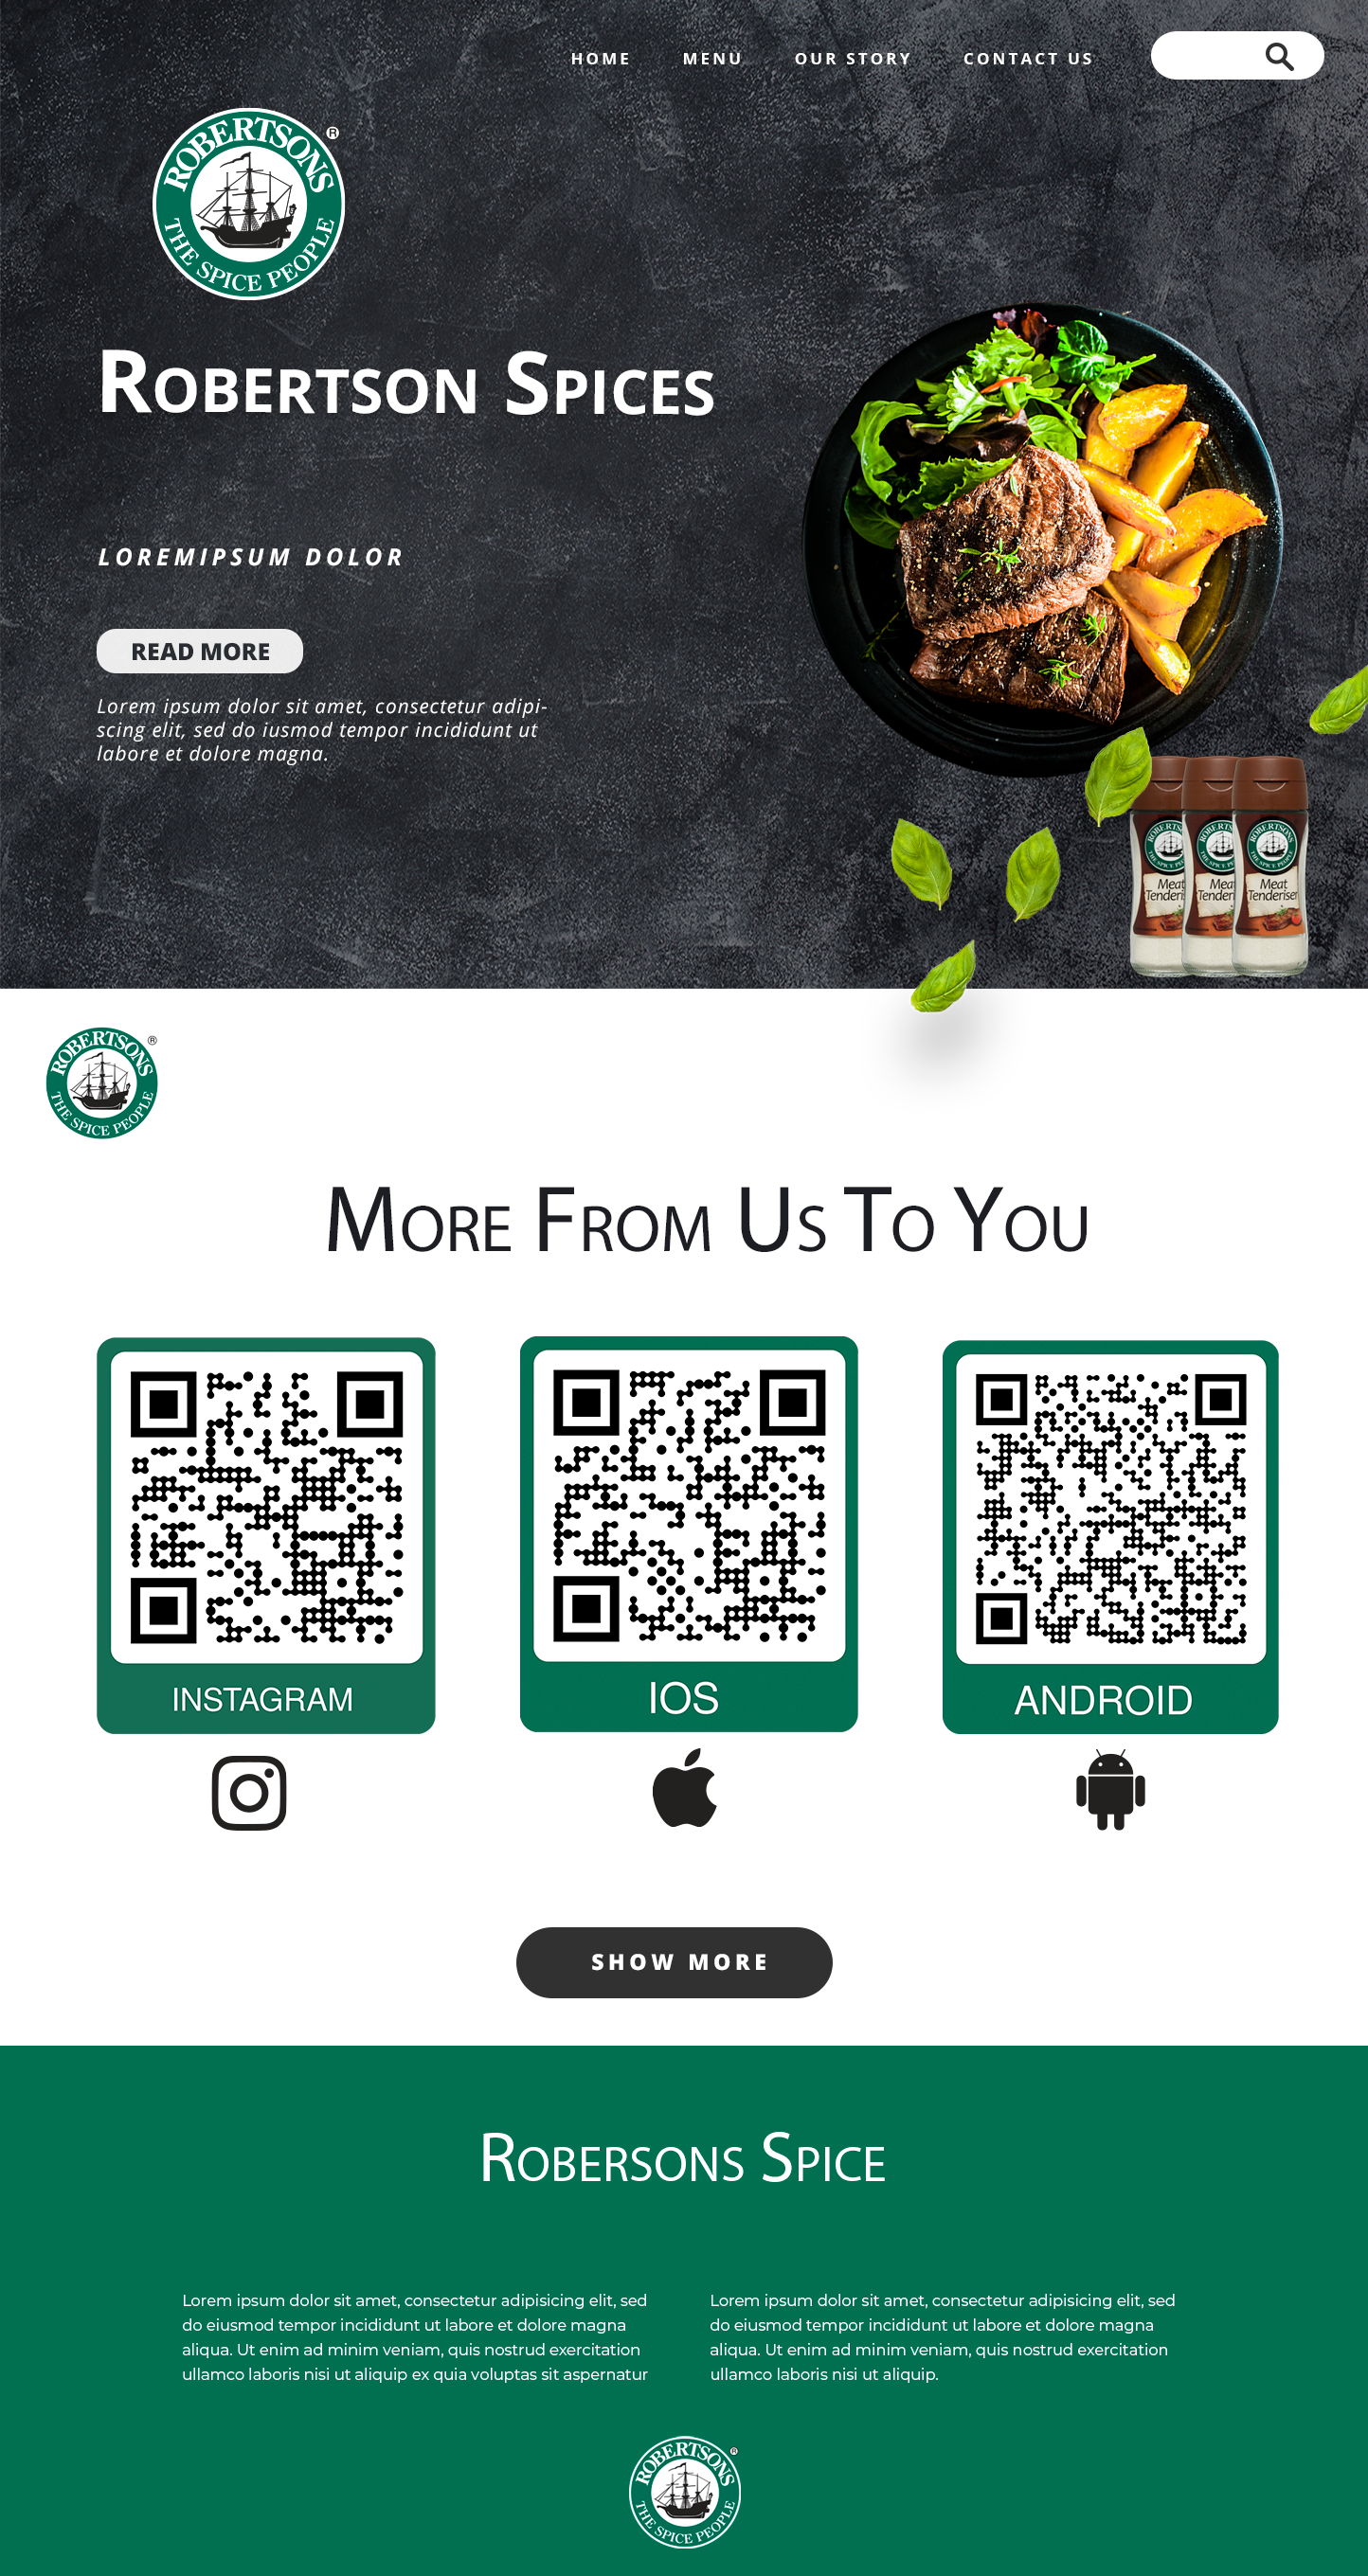 HOME MENU OUR STORY CONTACT US
ROBERTSONS
®
THE SPICE PEOPLE
ROBERTSON SPICES
LOREMIPSUM DOLOR
READ MORE
Lorem ipsum dolor sit amet, consectetur adipi-
scing elit, sed do iusmod tempor incididunt ut
labore et dolore magna.
ROBERTSONS
THE SPICE PEOPLE
Meat
Tenderiser
ROBERTSONS
®
THE SPICE PEOPLE
MORE FROM US TO YOU
INSTAGRAM
IOS
ANDROID
SHOW MORE
ROBERSONS SPICE
Lorem ipsum dolor sit amet, consectetur adipisicing elit, sed
do eiusmod tempor incididunt ut labore et dolore magna
aliqua. Ut enim ad minim veniam, quis nostrud exercitation
ullamco laboris nisi ut aliquip ex quia voluptas sit aspernatur
Lorem ipsum dolor sit amet, consectetur adipisicing elit, sed
do eiusmod tempor incididunt ut labore et dolore magna
aliqua. Ut enim ad minim veniam, quis nostrud exercitation
ullamco laboris nisi ut aliquip.
ROBERTSONS
®
THE SPICE PEOPLE